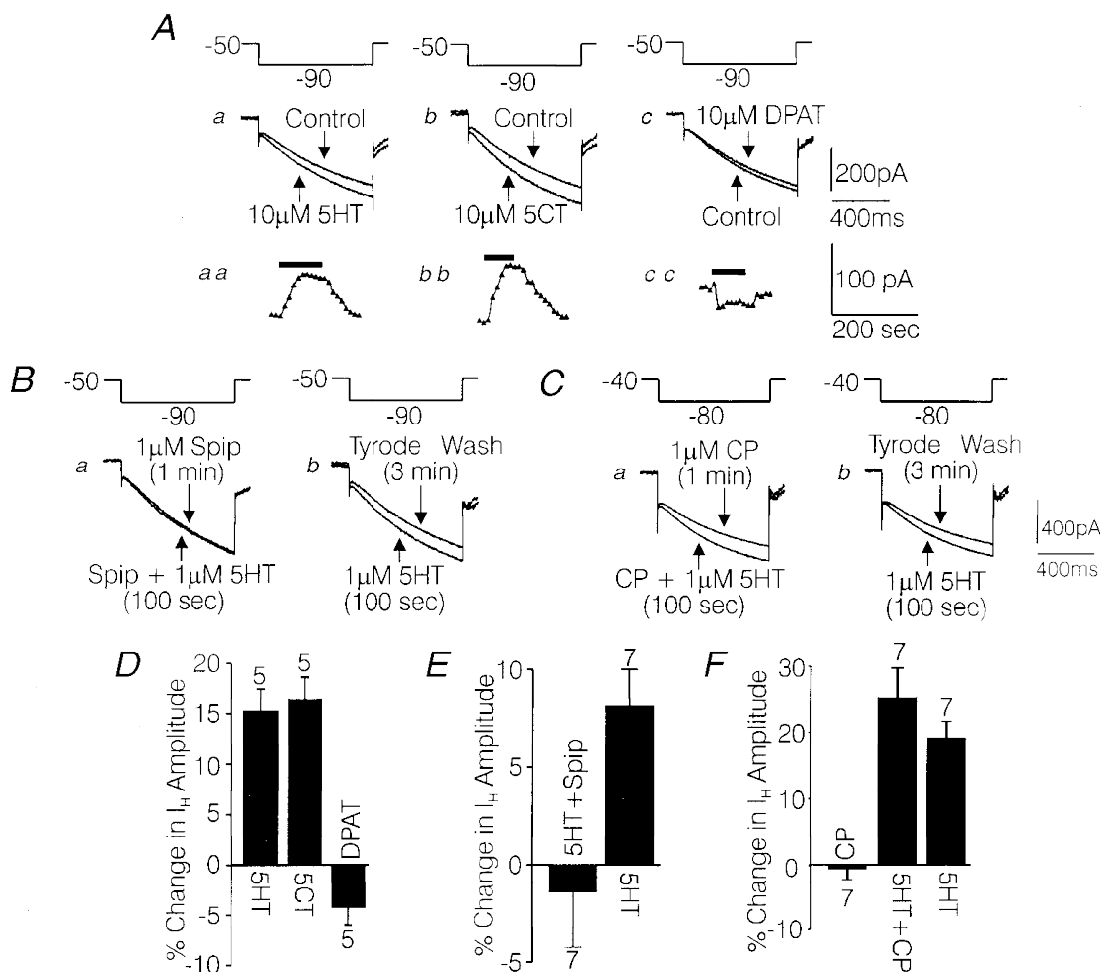 A
-50
-90
-50
-90
-50
-90
a
Control
10μM 5HT
b
Control
10μM 5CT
c
10μM DPAT
Control
200pA
400ms
aa
bb
cc
100 pA
200 sec
B
-50
-90
-50
-90
a
1μM Spip
(1 min)
Spip + 1μM 5HT
(100 sec)
b
Tyrode Wash
(3 min)
1μM 5HT
(100 sec)
C
-40
-80
-40
-80
a
1μM CP
(1 min)
CP + 1μM 5HT
(100 sec)
b
Tyrode Wash
(3 min)
1μM 5HT
(100 sec)
400pA
400ms
D
% Change in IH Amplitude
20
15
10
5
0
-5
-10
5
5
5
5HT
5CT
DPAT
E
% Change in IH Amplitude
10
5
0
-5
7
7
5HT+Spip
5HT
F
% Change in IH Amplitude
30
20
10
0
-10
CP
7
7
7
5HT+CP
5HT